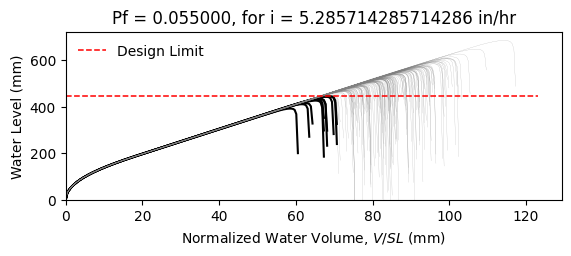 Pf = 0.055000, for i = 5.285714285714286 in/hr
Design Limit
Water Level (mm)
600
400
200
0
0 20 40 60 80 100 120
Normalized Water Volume, V/SL (mm)